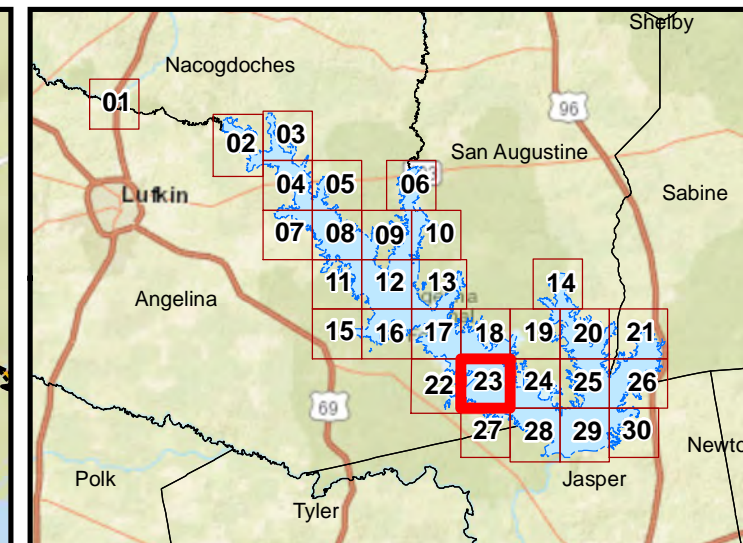 Shelby
Nacogdoches
01
96
02 03
San Augustine
04 05 06
Sabine
Lufkin
07 08 09 10
11 12 13 14
Angelina
15 16 17 18 19 20 21
22 23 24 25 26
69
27 28 29 30
Newto
Polk
Jasper
Tyler